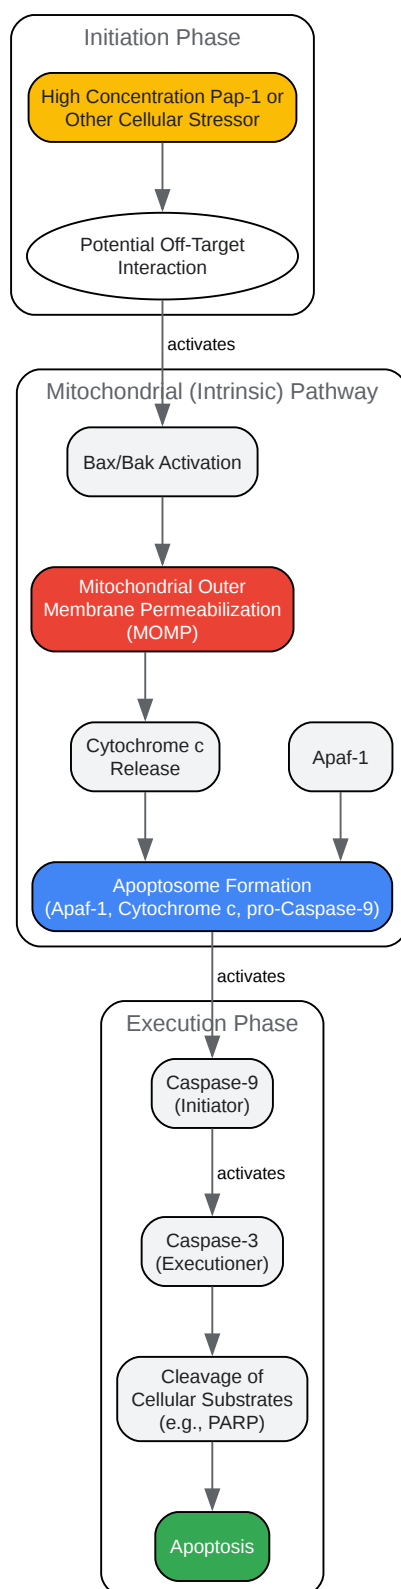 Initiation Phase
High Concentration Pap-1 or
Other Cellular Stressor
Potential Off-Target
Interaction
activates
Mitochondrial (Intrinsic) Pathway
Bax/Bak Activation
Mitochondrial Outer
Membrane Permeabilization
(MOMP)
Cytochrome c
Release
Apaf-1
Apoptosome Formation
(Apaf-1, Cytochrome c, pro-Caspase-9)
activates
Execution Phase
Caspase-9
(Initiator)
activates
Caspase-3
(Executioner)
Cleavage of
Cellular Substrates
(e.g., PARP)
Apoptosis